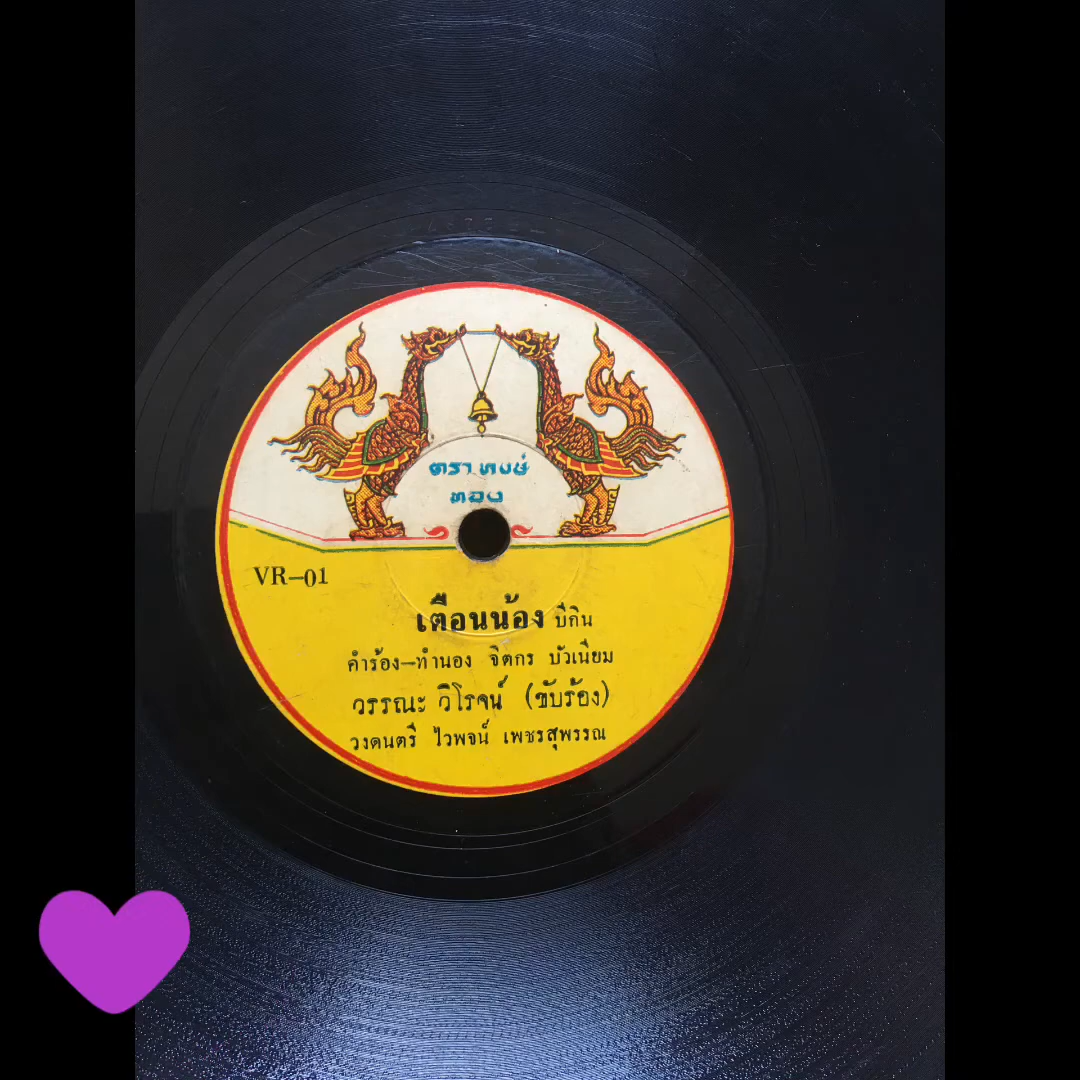 ตรา หงษ์
ทอง
VR-01
เตือนน้อง บีกิน
คำร้อง-ทำนอง จิตกร บัวเนียม
วรรณะ วิโรจน์ (ขับร้อง)
วงดนตรี ไวพจน์ เพชรสุพรรณ